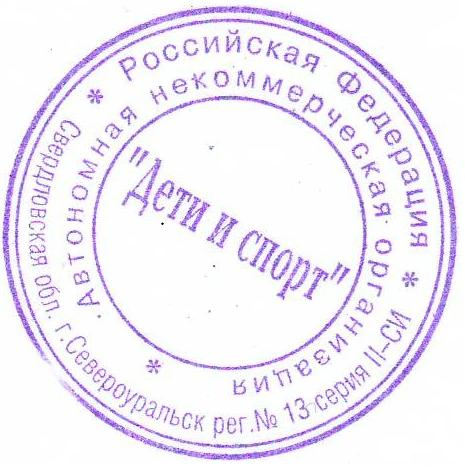 * Российская Федерация *
Свердловская обл. г.Североуральск рег.№ 13 серия II-СИ
Автономная некоммерческая организация *
"Дети и спорт"